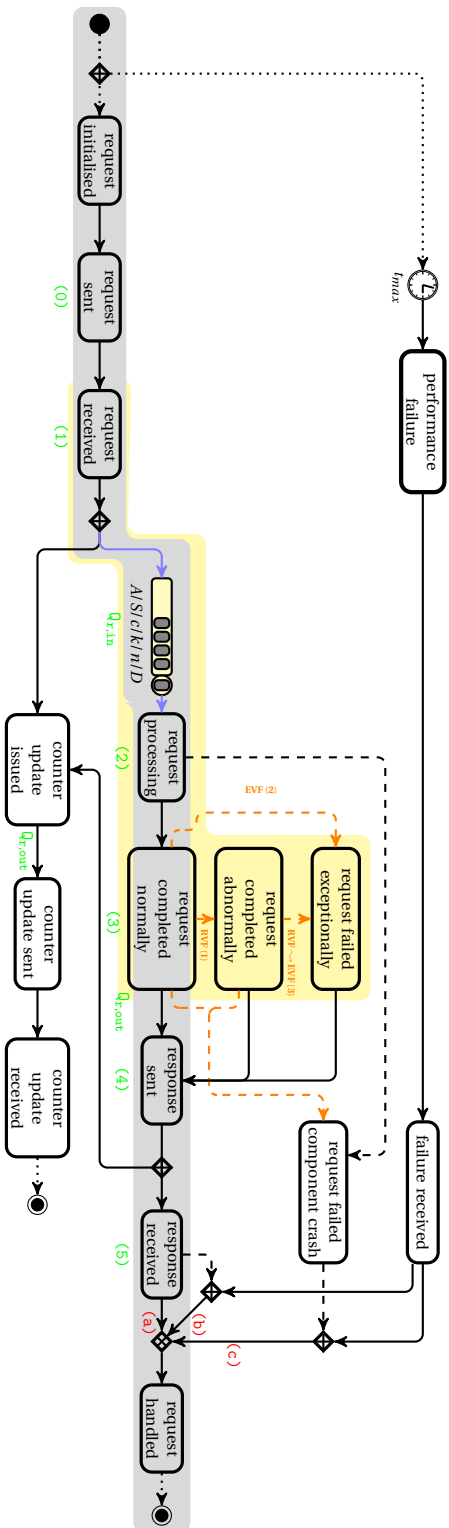 t_max
performance
failure
failure received
request failed
component crash
request failed
exceptionally
EVF (2)
RVF ⤳ EVF (3)
request
completed
abnormally
RVF (1)
request
initialised
request
sent
(0)
request
received
(1)
A/S/c/k/n/D
Q_r,in
request
processing
(2)
request
completed
normally
(3)
Q_r,out
response
sent
(4)
response
received
(5)
(a)
(b)
(c)
request
handled
counter
update
issued
Q_r,out
counter
update sent
counter
update
received